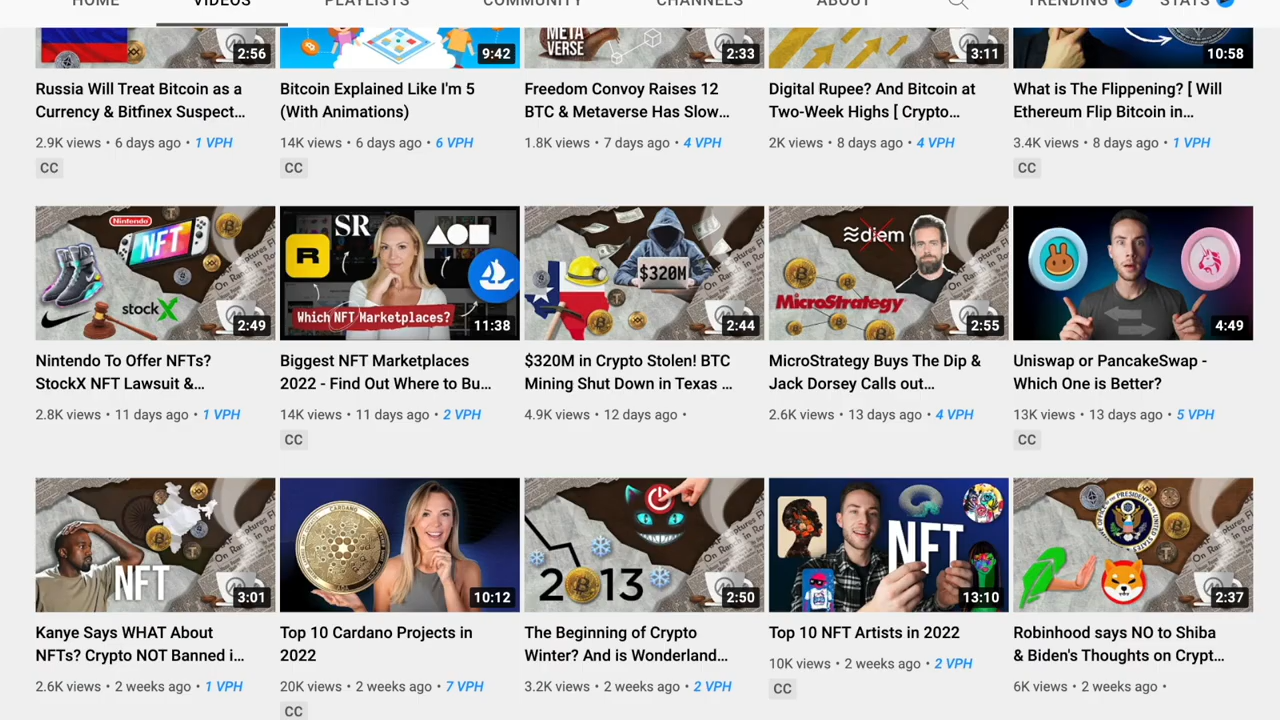 HOME VIDEOS PLAYLISTS COMMUNITY CHANNELS ABOUT TRENDING STATS
META
VERSE
2:56 9:42 2:33 3:11 10:58
Russia Will Treat Bitcoin as a
Currency & Bitfinex Suspect...
2.9K views • 6 days ago • 1 VPH
CC
Bitcoin Explained Like I'm 5
(With Animations)
14K views • 6 days ago • 6 VPH
CC
Freedom Convoy Raises 12
BTC & Metaverse Has Slow...
1.8K views • 7 days ago • 4 VPH
Digital Rupee? And Bitcoin at
Two-Week Highs [ Crypto...
2K views • 8 days ago • 4 VPH
What is The Flippening? [ Will
Ethereum Flip Bitcoin in...
3.4K views • 8 days ago • 1 VPH
CC
Nintendo
NFT
stockX
2:49
Nintendo To Offer NFTs?
StockX NFT Lawsuit &...
2.8K views • 11 days ago • 1 VPH
SR
R
Which NFT Marketplaces?
11:38
Biggest NFT Marketplaces
2022 - Find Out Where to Bu...
14K views • 11 days ago • 2 VPH
CC
$320M
2:44
$320M in Crypto Stolen! BTC
Mining Shut Down in Texas ...
4.9K views • 12 days ago •
diem
MicroStrategy
2:55
MicroStrategy Buys The Dip &
Jack Dorsey Calls out...
2.6K views • 13 days ago • 4 VPH
4:49
Uniswap or PancakeSwap -
Which One is Better?
13K views • 13 days ago • 5 VPH
CC
NFT
3:01
Kanye Says WHAT About
NFTs? Crypto NOT Banned i...
2.6K views • 2 weeks ago • 1 VPH
CARDANO
10:12
Top 10 Cardano Projects in
2022
20K views • 2 weeks ago • 7 VPH
CC
2013
2:50
The Beginning of Crypto
Winter? And is Wonderland...
3.2K views • 2 weeks ago • 2 VPH
NFT
13:10
Top 10 NFT Artists in 2022
10K views • 2 weeks ago • 2 VPH
CC
2:37
Robinhood says NO to Shiba
& Biden's Thoughts on Crypt...
6K views • 2 weeks ago •